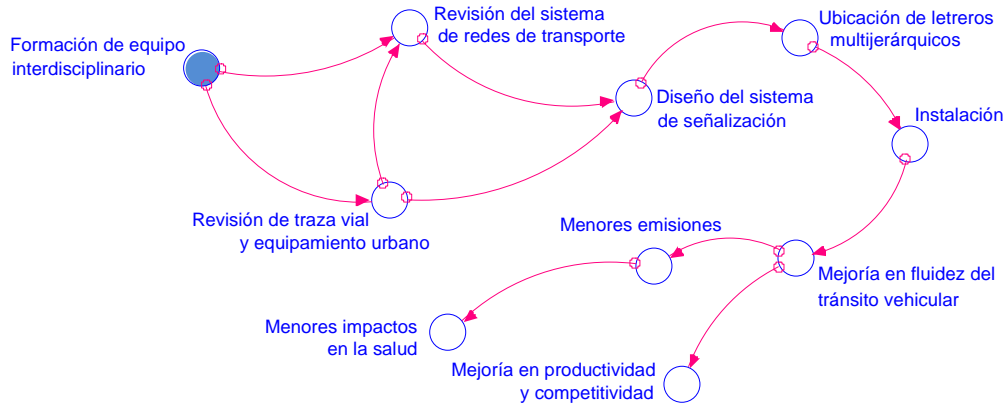 Formación de equipo
interdisciplinario
Revisión del sistema
de redes de transporte
Ubicación de letreros
multijerárquicos
Diseño del sistema
de señalización
Instalación
Revisión de traza vial
y equipamiento urbano
Menores emisiones
Mejoría en fluidez del
tránsito vehicular
Menores impactos
en la salud
Mejoría en productividad
y competitividad